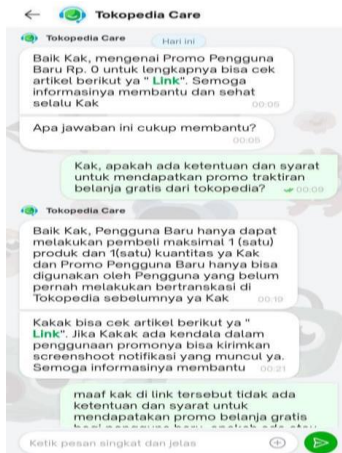 Tokopedia Care
Tokopedia Care
Hari ini
Baik Kak, mengenai Promo Pengguna
Baru Rp. 0 untuk lengkapnya bisa cek
artikel berikut ya " Link". Semoga
informasinya membantu dan sehat
selalu Kak
00:05
Apa jawaban ini cukup membantu?
00:05
Kak, apakah ada ketentuan dan syarat
untuk mendapatkan promo traktiran
belanja gratis dari tokopedia?
00:09
Tokopedia Care
Baik Kak, Pengguna Baru hanya dapat
melakukan pembeli maksimal 1 (satu)
produk dan 1(satu) kuantitas ya Kak
dan Promo Pengguna Baru hanya bisa
digunakan oleh Pengguna yang belum
pernah melakukan bertranskasi di
Tokopedia sebelumnya ya Kak
00:19
Kakak bisa cek artikel berikut ya "
Link". Jika Kakak ada kendala dalam
penggunaan promonya bisa kirimkan
screenshoot notifikasi yang muncul ya.
Semoga informasinya membantu
00:21
maaf kak di link tersebut tidak ada
ketentuan dan syarat untuk
mendapatakan promo belanja gratis
Ketik pesan singkat dan jelas